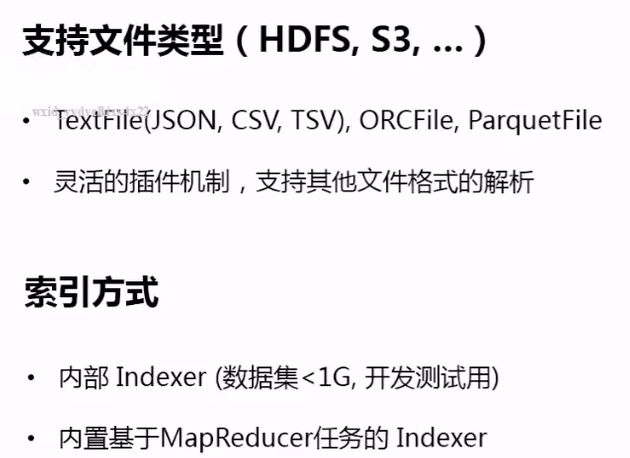 支持文件类型（HDFS, S3, ...）
• TextFile(JSON, CSV, TSV), ORCFile, ParquetFile
• 灵活的插件机制，支持其他文件格式的解析
索引方式
• 内部 Indexer (数据集<1G, 开发测试用)
• 内置基于MapReducer任务的 Indexer